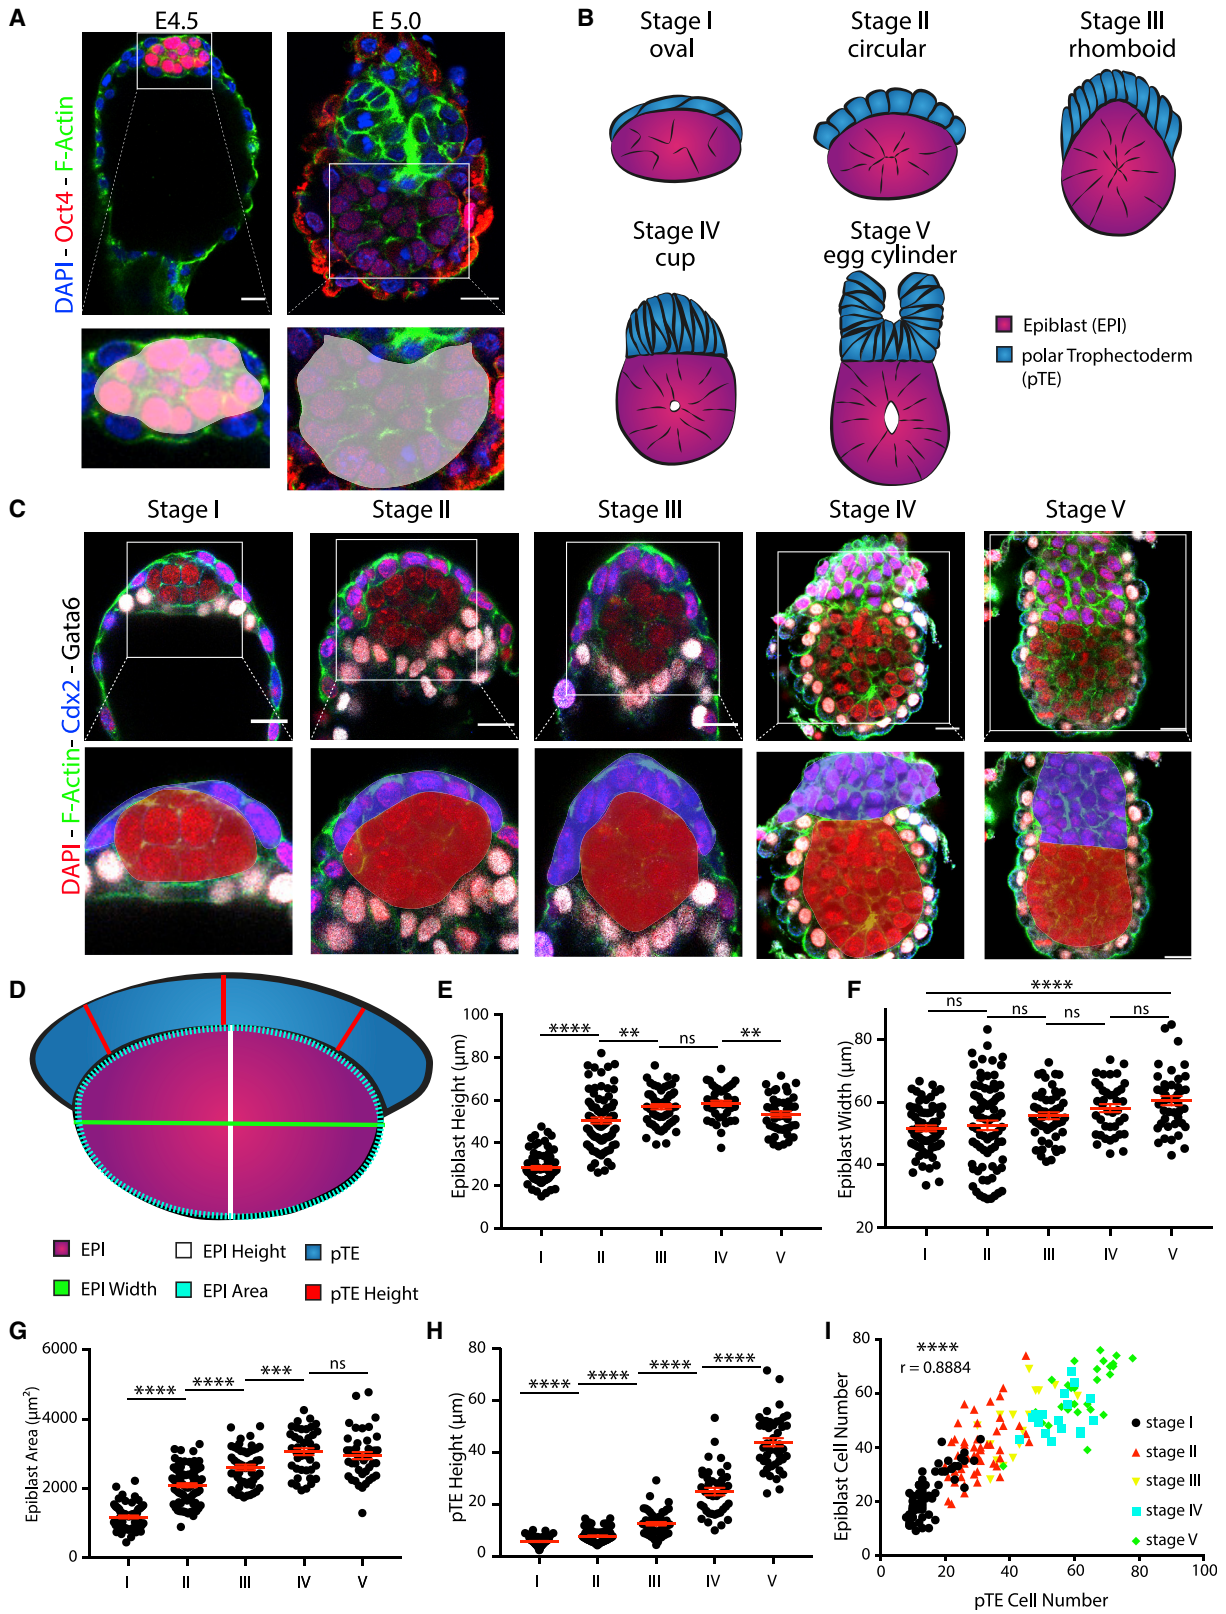 A
E4.5
E 5.0
DAPI - Oct4 - F-Actin
B
Stage I
oval
Stage II
circular
Stage III
rhomboid
Stage IV
cup
Stage V
egg cylinder
Epiblast (EPI)
polar Trophectoderm
(pTE)
C
Stage I
Stage II
Stage III
Stage IV
Stage V
DAPI - F-Actin - Cdx2 - Gata6
D
EPI
EPI Height
pTE
EPI Width
EPI Area
pTE Height
E
Epiblast Height (µm)
100
80
60
40
20
0
****
**
ns
**
I
II
III
IV
V
F
Epiblast Width (µm)
80
60
40
20
****
ns
ns
ns
ns
I
II
III
IV
V
G
Epiblast Area (µm²)
6000
4000
2000
0
****
****
***
ns
I
II
III
IV
V
H
pTE Height (µm)
80
60
40
20
0
****
****
****
****
I
II
III
IV
V
I
Epiblast Cell Number
80
60
40
20
0
****
r = 0.8884
stage I
stage II
stage III
stage IV
stage V
0
20
40
60
80
100
pTE Cell Number